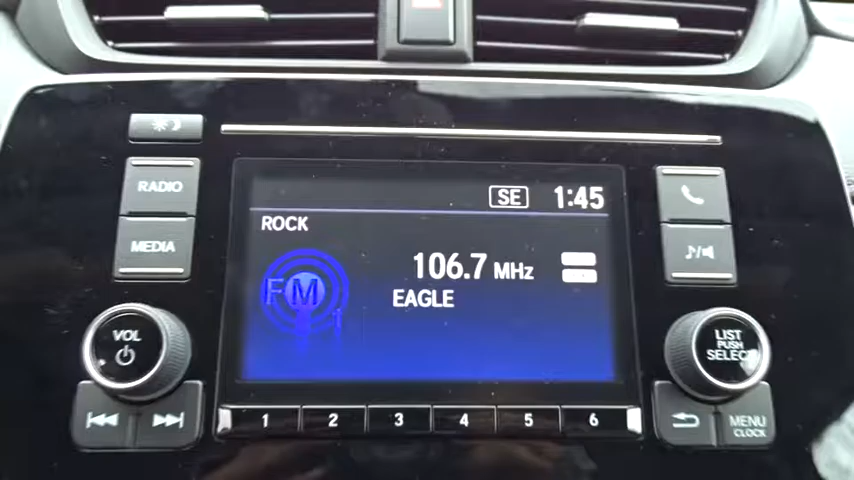 RADIO
MEDIA
SE 1:45
ROCK
106.7 MHz
FM
1
EAGLE
VOL
LIST
PUSH
SELECT
1 2 3 4 5 6
MENU
CLOCK